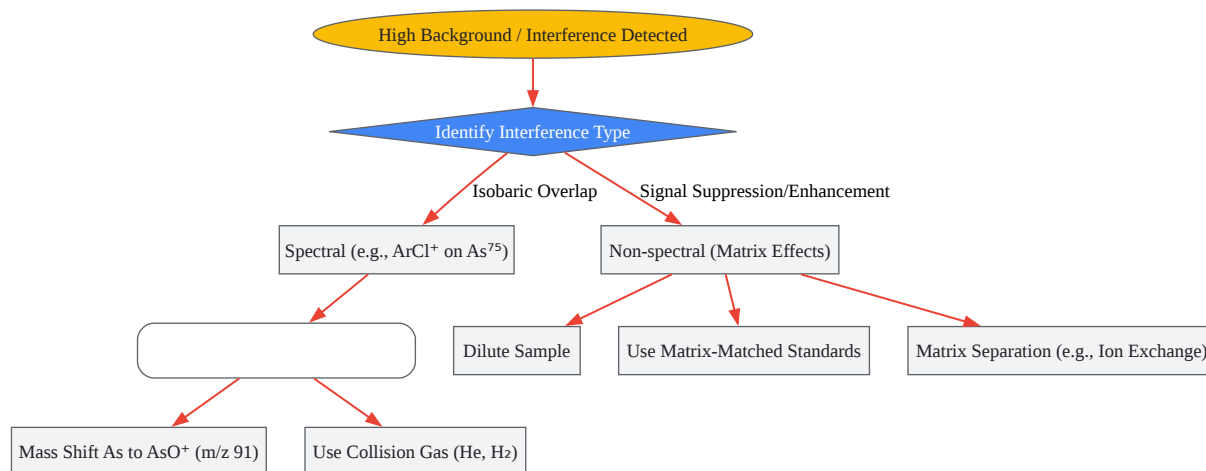 High Background / Interference Detected
Identify Interference Type
Isobaric Overlap
Signal Suppression/Enhancement
Spectral (e.g., ArCl⁺ on As⁷⁵)
Non-spectral (Matrix Effects)
Dilute Sample
Use Matrix-Matched Standards
Matrix Separation (e.g., Ion Exchange)
Mass Shift As to AsO⁺ (m/z 91)
Use Collision Gas (He, H₂)